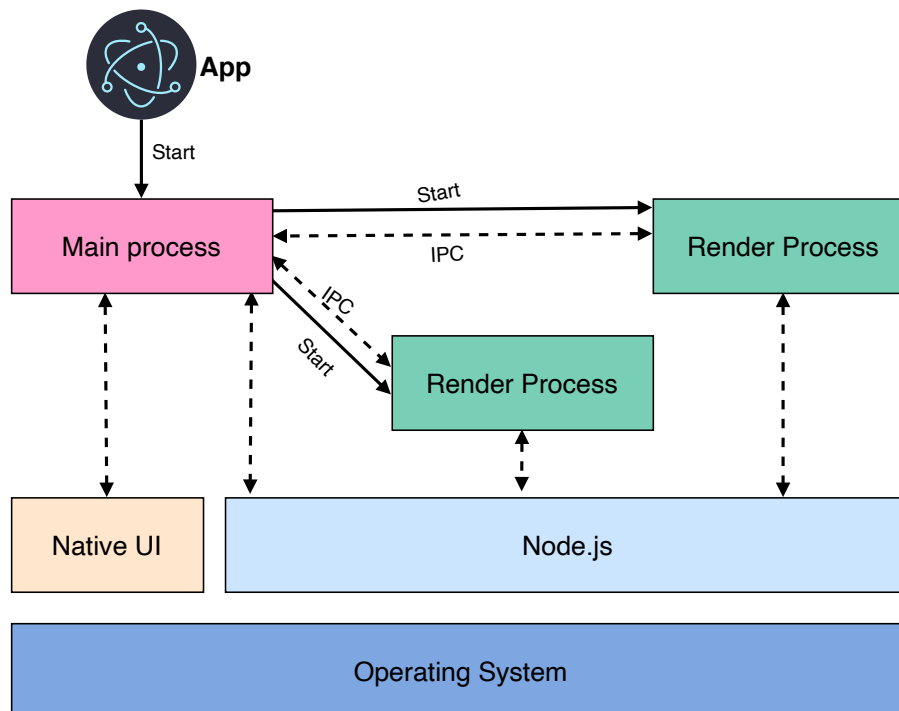 App
Start
Start
Main process
Render Process
IPC
IPC
Start
Render Process
Native UI
Node.js
Operating System